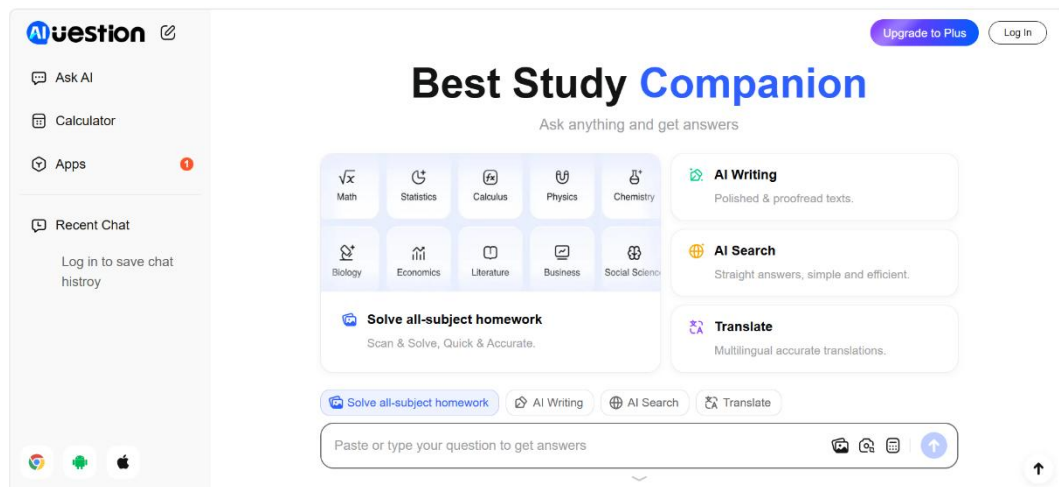 AIuestion
Upgrade to Plus
Log In
Ask AI
Calculator
Apps
1
Recent Chat
Log in to save chat
histroy
Best Study Companion
Ask anything and get answers
√x
Math
Statistics
fx
Calculus
Physics
Chemistry
Biology
Economics
Literature
Business
Social Science
Solve all-subject homework
Scan & Solve, Quick & Accurate.
AI Writing
Polished & proofread texts.
AI Search
Straight answers, simple and efficient.
Translate
Multilingual accurate translations.
Solve all-subject homework
AI Writing
AI Search
Translate
Paste or type your question to get answers